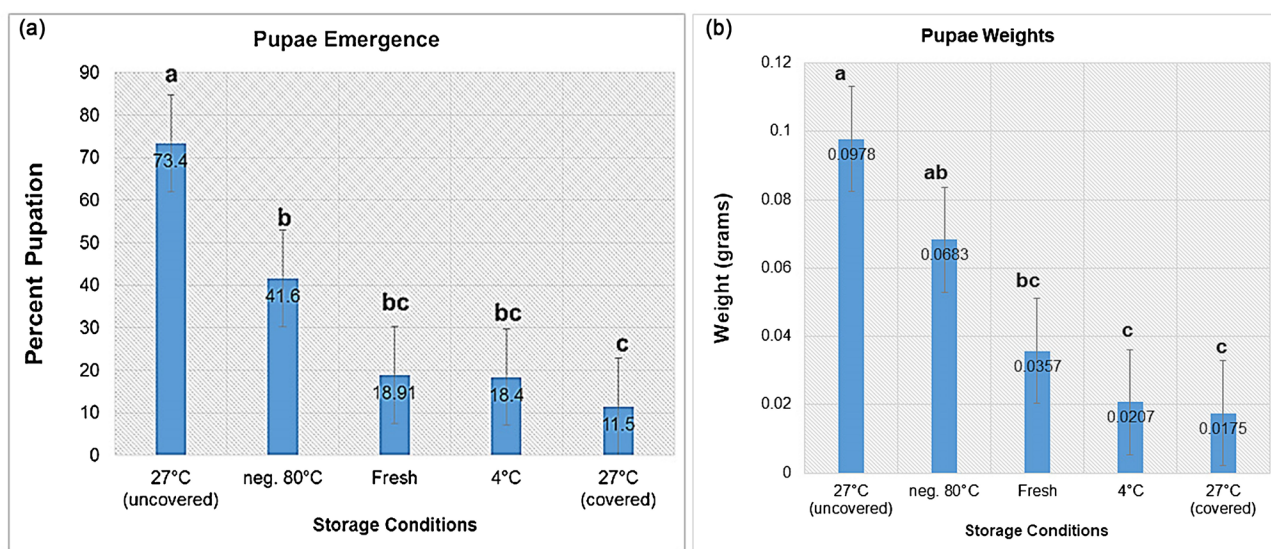 (a)
Pupae Emergence
Percent Pupation
90
80
70
60
50
40
30
20
10
0
a
b
bc
bc
c
73.4
41.6
18.91
18.4
11.5
27°C (uncovered)
neg. 80°C
Fresh
4°C
27°C (covered)
Storage Conditions
(b)
Pupae Weights
Weight (grams)
0.12
0.1
0.08
0.06
0.04
0.02
0
a
ab
bc
c
c
0.0978
0.0683
0.0357
0.0207
0.0175
27°C
(uncovered)
neg. 80°C
Fresh
4°C
27°C
(covered)
Storage Conditions